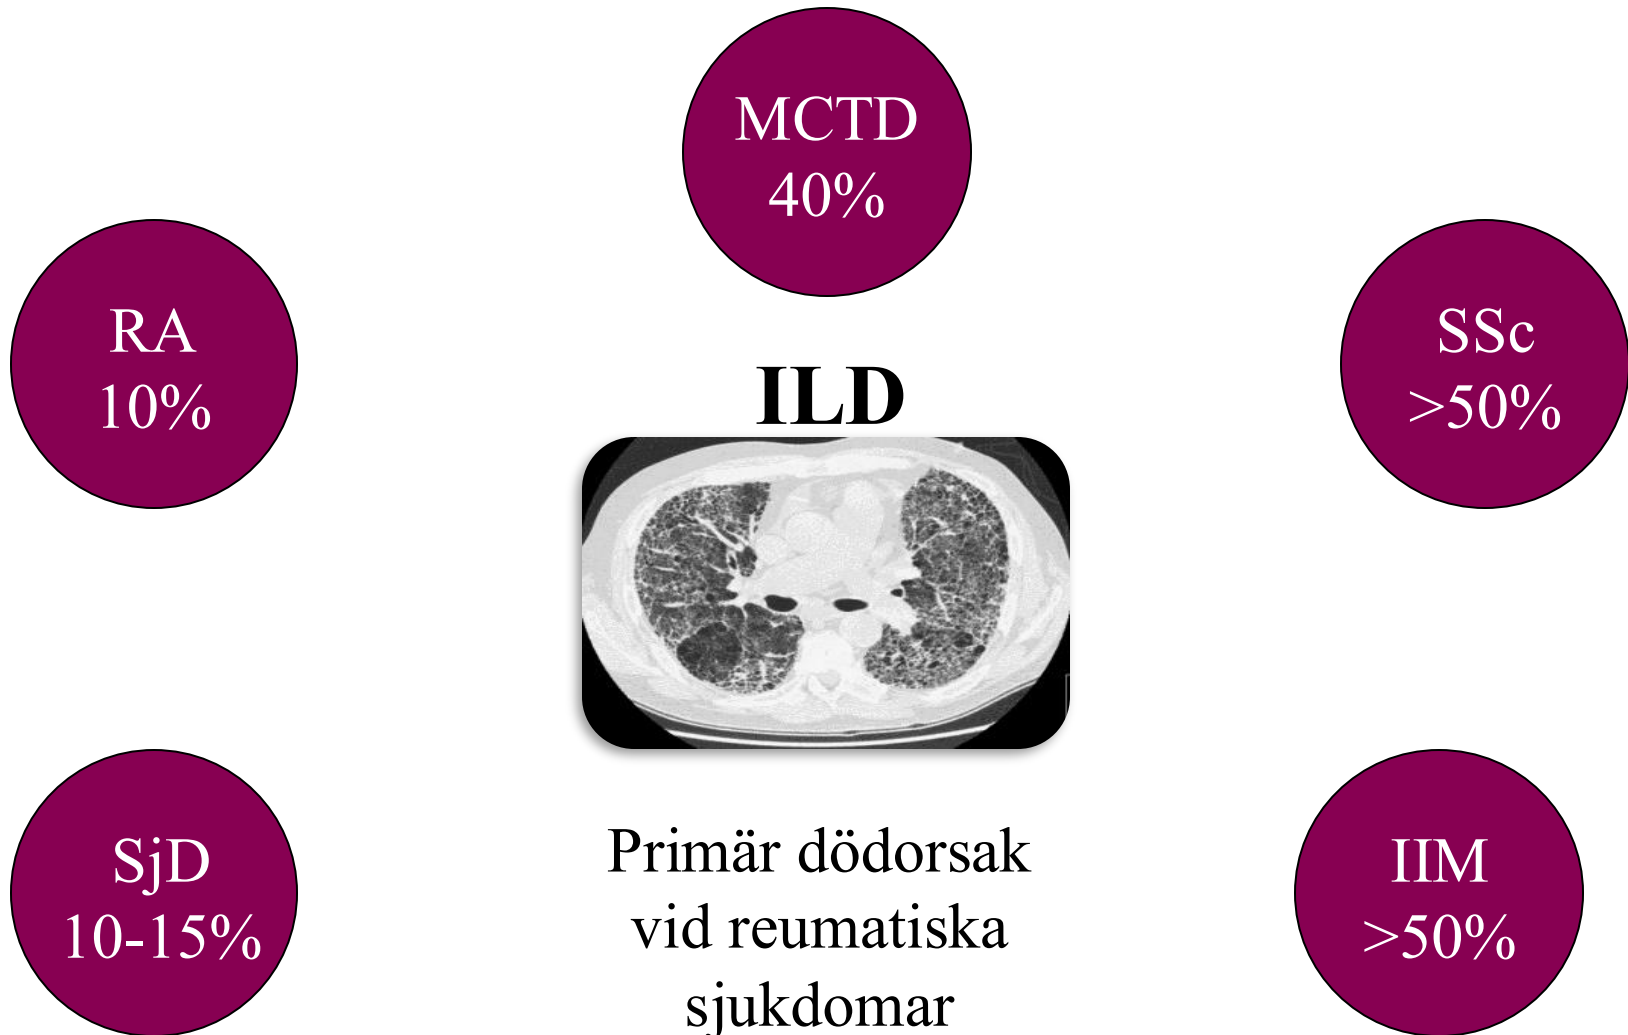 MCTD
40%
RA
10%
SSc
>50%
ILD
SjD
10-15%
Primär dödorsak
vid reumatiska
sjukdomar
IIM
>50%